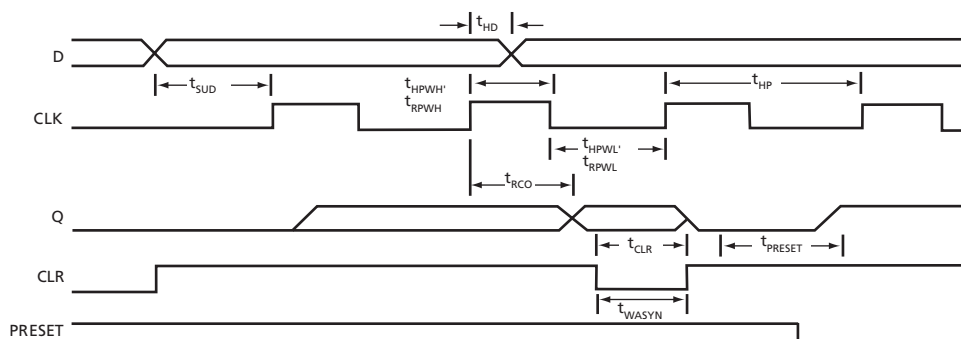 tHD
D
tSUD
tHPWH'
tRPWH
tHP
CLK
tHPWL'
tRPWL
tRCO
Q
tCLR
tPRESET
CLR
tWASYN
PRESET